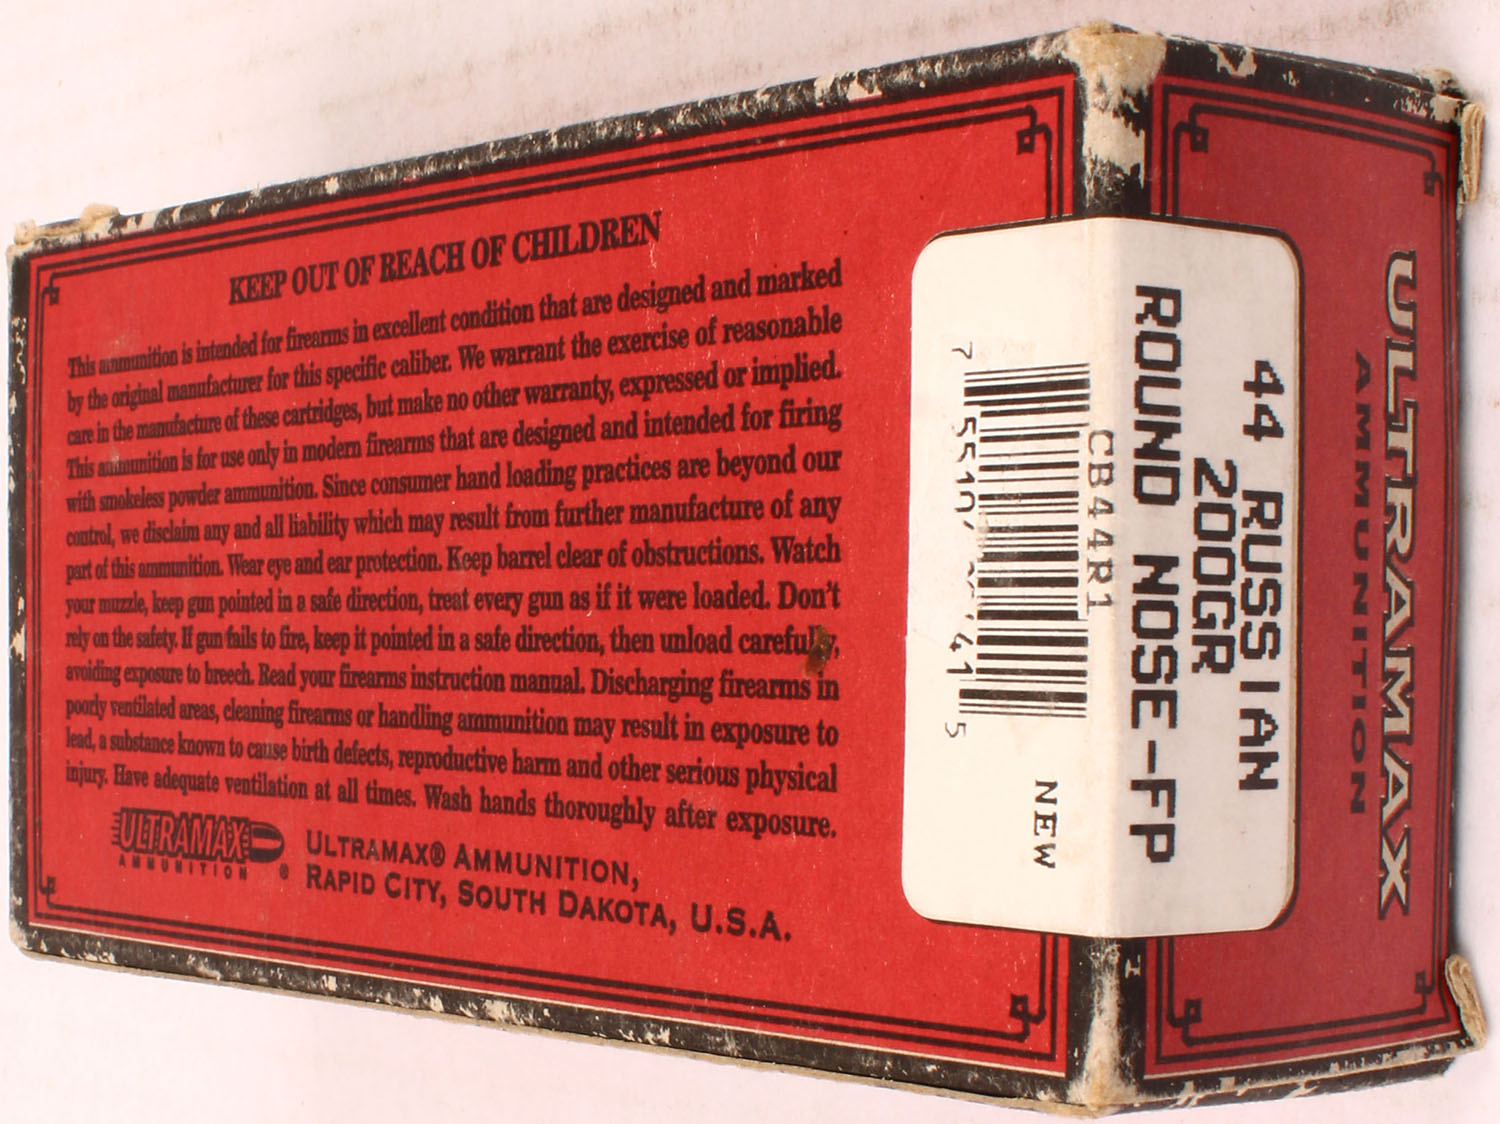 KEEP OUT OF REACH OF CHILDREN
This ammunition is intended for firearms in excellent condition that are designed and marked
by the original manufacturer for this specific caliber. We warrant the exercise of reasonable
care in the manufacture of these cartridges, but make no other warranty, expressed or implied.
This ammunition is for use only in modern firearms that are designed and intended for firing
with smokeless powder ammunition. Since consumer hand loading practices are beyond our
control, we disclaim any and all liability which may result from further manufacture of any
part of this ammunition. Wear eye and ear protection. Keep barrel clear of obstructions. Watch
your muzzle, keep gun pointed in a safe direction, treat every gun as if it were loaded. Don't
rely on the safety. If gun fails to fire, keep it pointed in a safe direction, then unload carefully,
avoiding exposure to breech. Read your firearms instruction manual. Discharging firearms in
poorly ventilated areas, cleaning firearms or handling ammunition may result in exposure to
lead, a substance known to cause birth defects, reproductive harm and other serious physical
injury. Have adequate ventilation at all times. Wash hands thoroughly after exposure.
ULTRAMAX
AMMUNITION ®
ULTRAMAX® AMMUNITION,
RAPID CITY, SOUTH DAKOTA, U.S.A.
44 RUSSIAN
200GR
ROUND NOSE-FP
CB44R1
NEW
ULTRAMAX
AMMUNITION